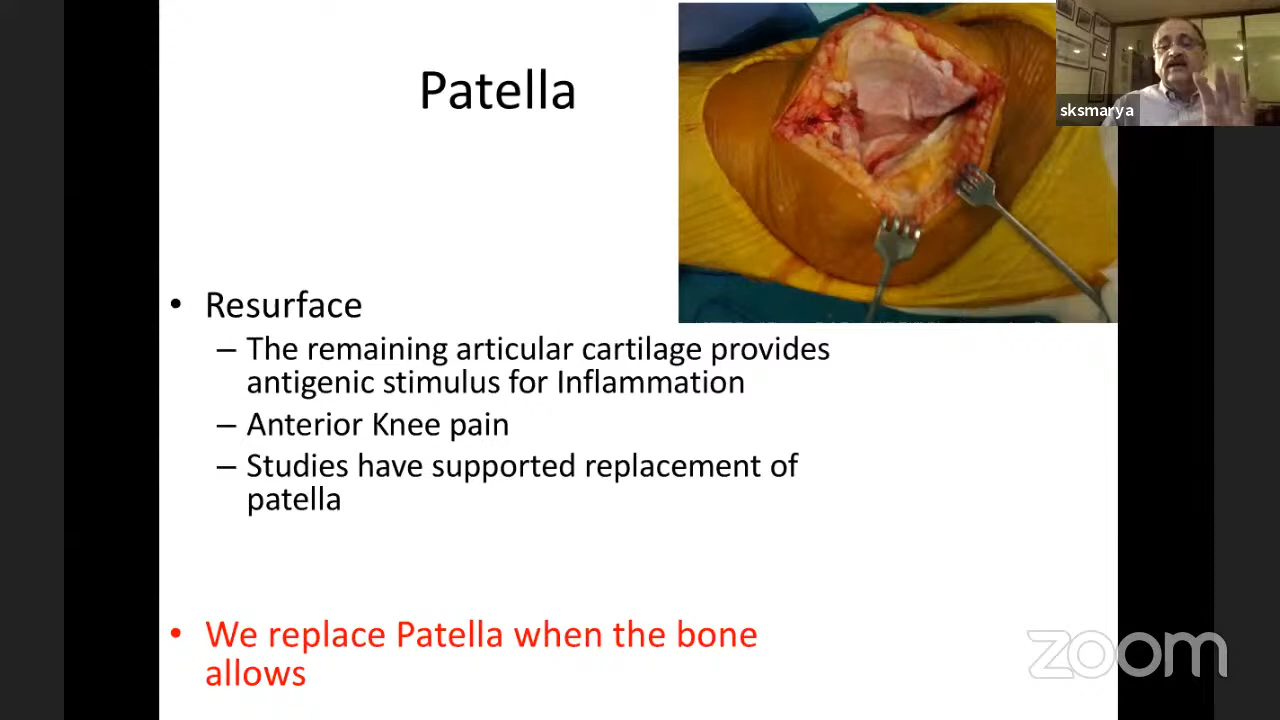 Patella
sksmarya
• Resurface
– The remaining articular cartilage provides
antigenic stimulus for Inflammation
– Anterior Knee pain
– Studies have supported replacement of
patella
• We replace Patella when the bone
allows
zoom